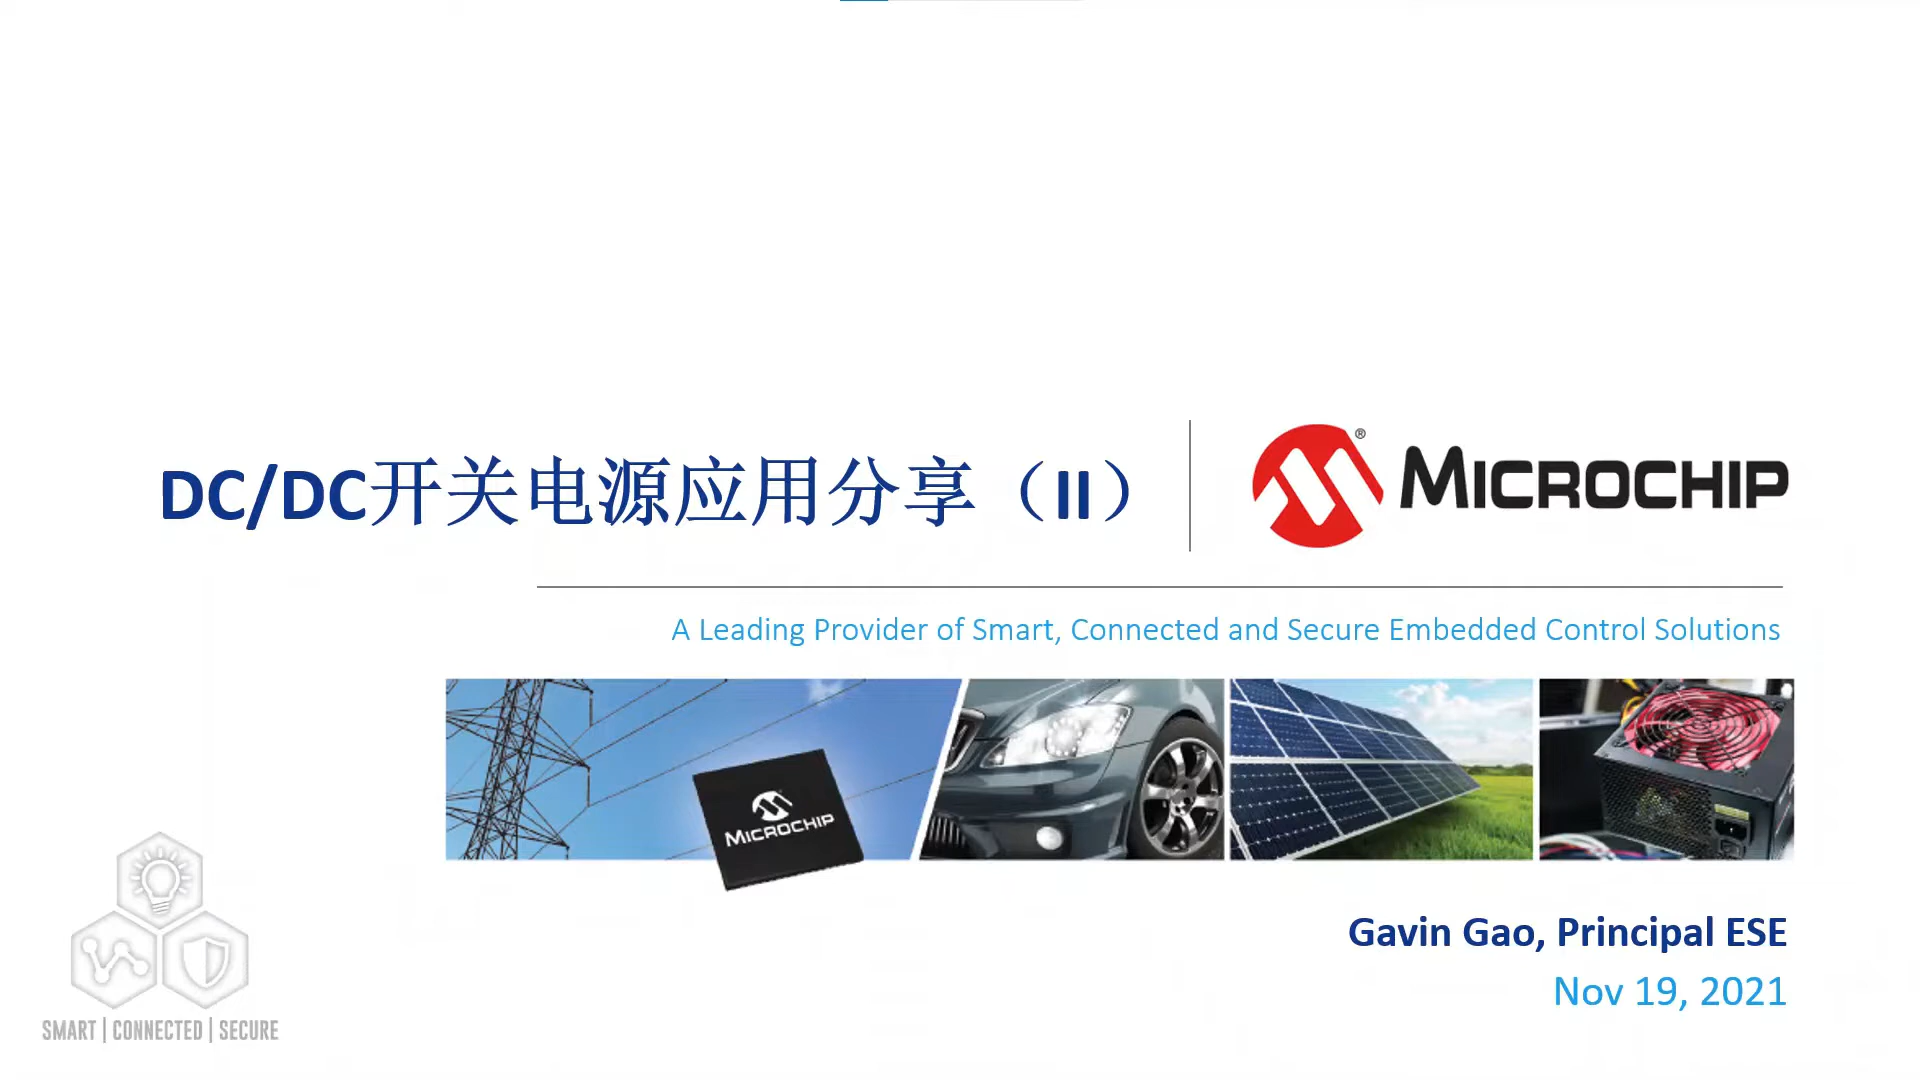 DC/DC开关电源应用分享（II）
MICROCHIP®
A Leading Provider of Smart, Connected and Secure Embedded Control Solutions
MICROCHIP
Gavin Gao, Principal ESE
Nov 19, 2021
SMART | CONNECTED | SECURE